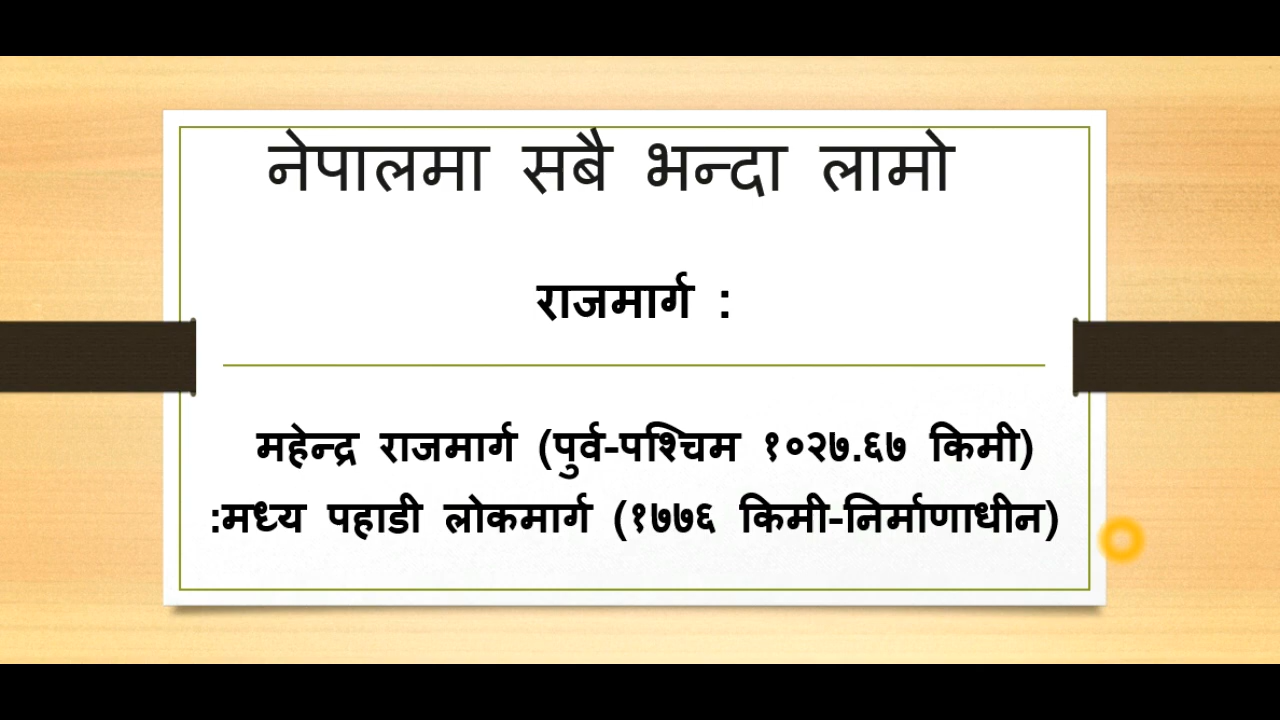 नेपालमा सबै भन्दा लामो
राजमार्ग :
महेन्द्र राजमार्ग (पुर्व-पश्चिम १०२७.६७ किमी)
:मध्य पहाडी लोकमार्ग (१७७६ किमी-निर्माणाधीन)